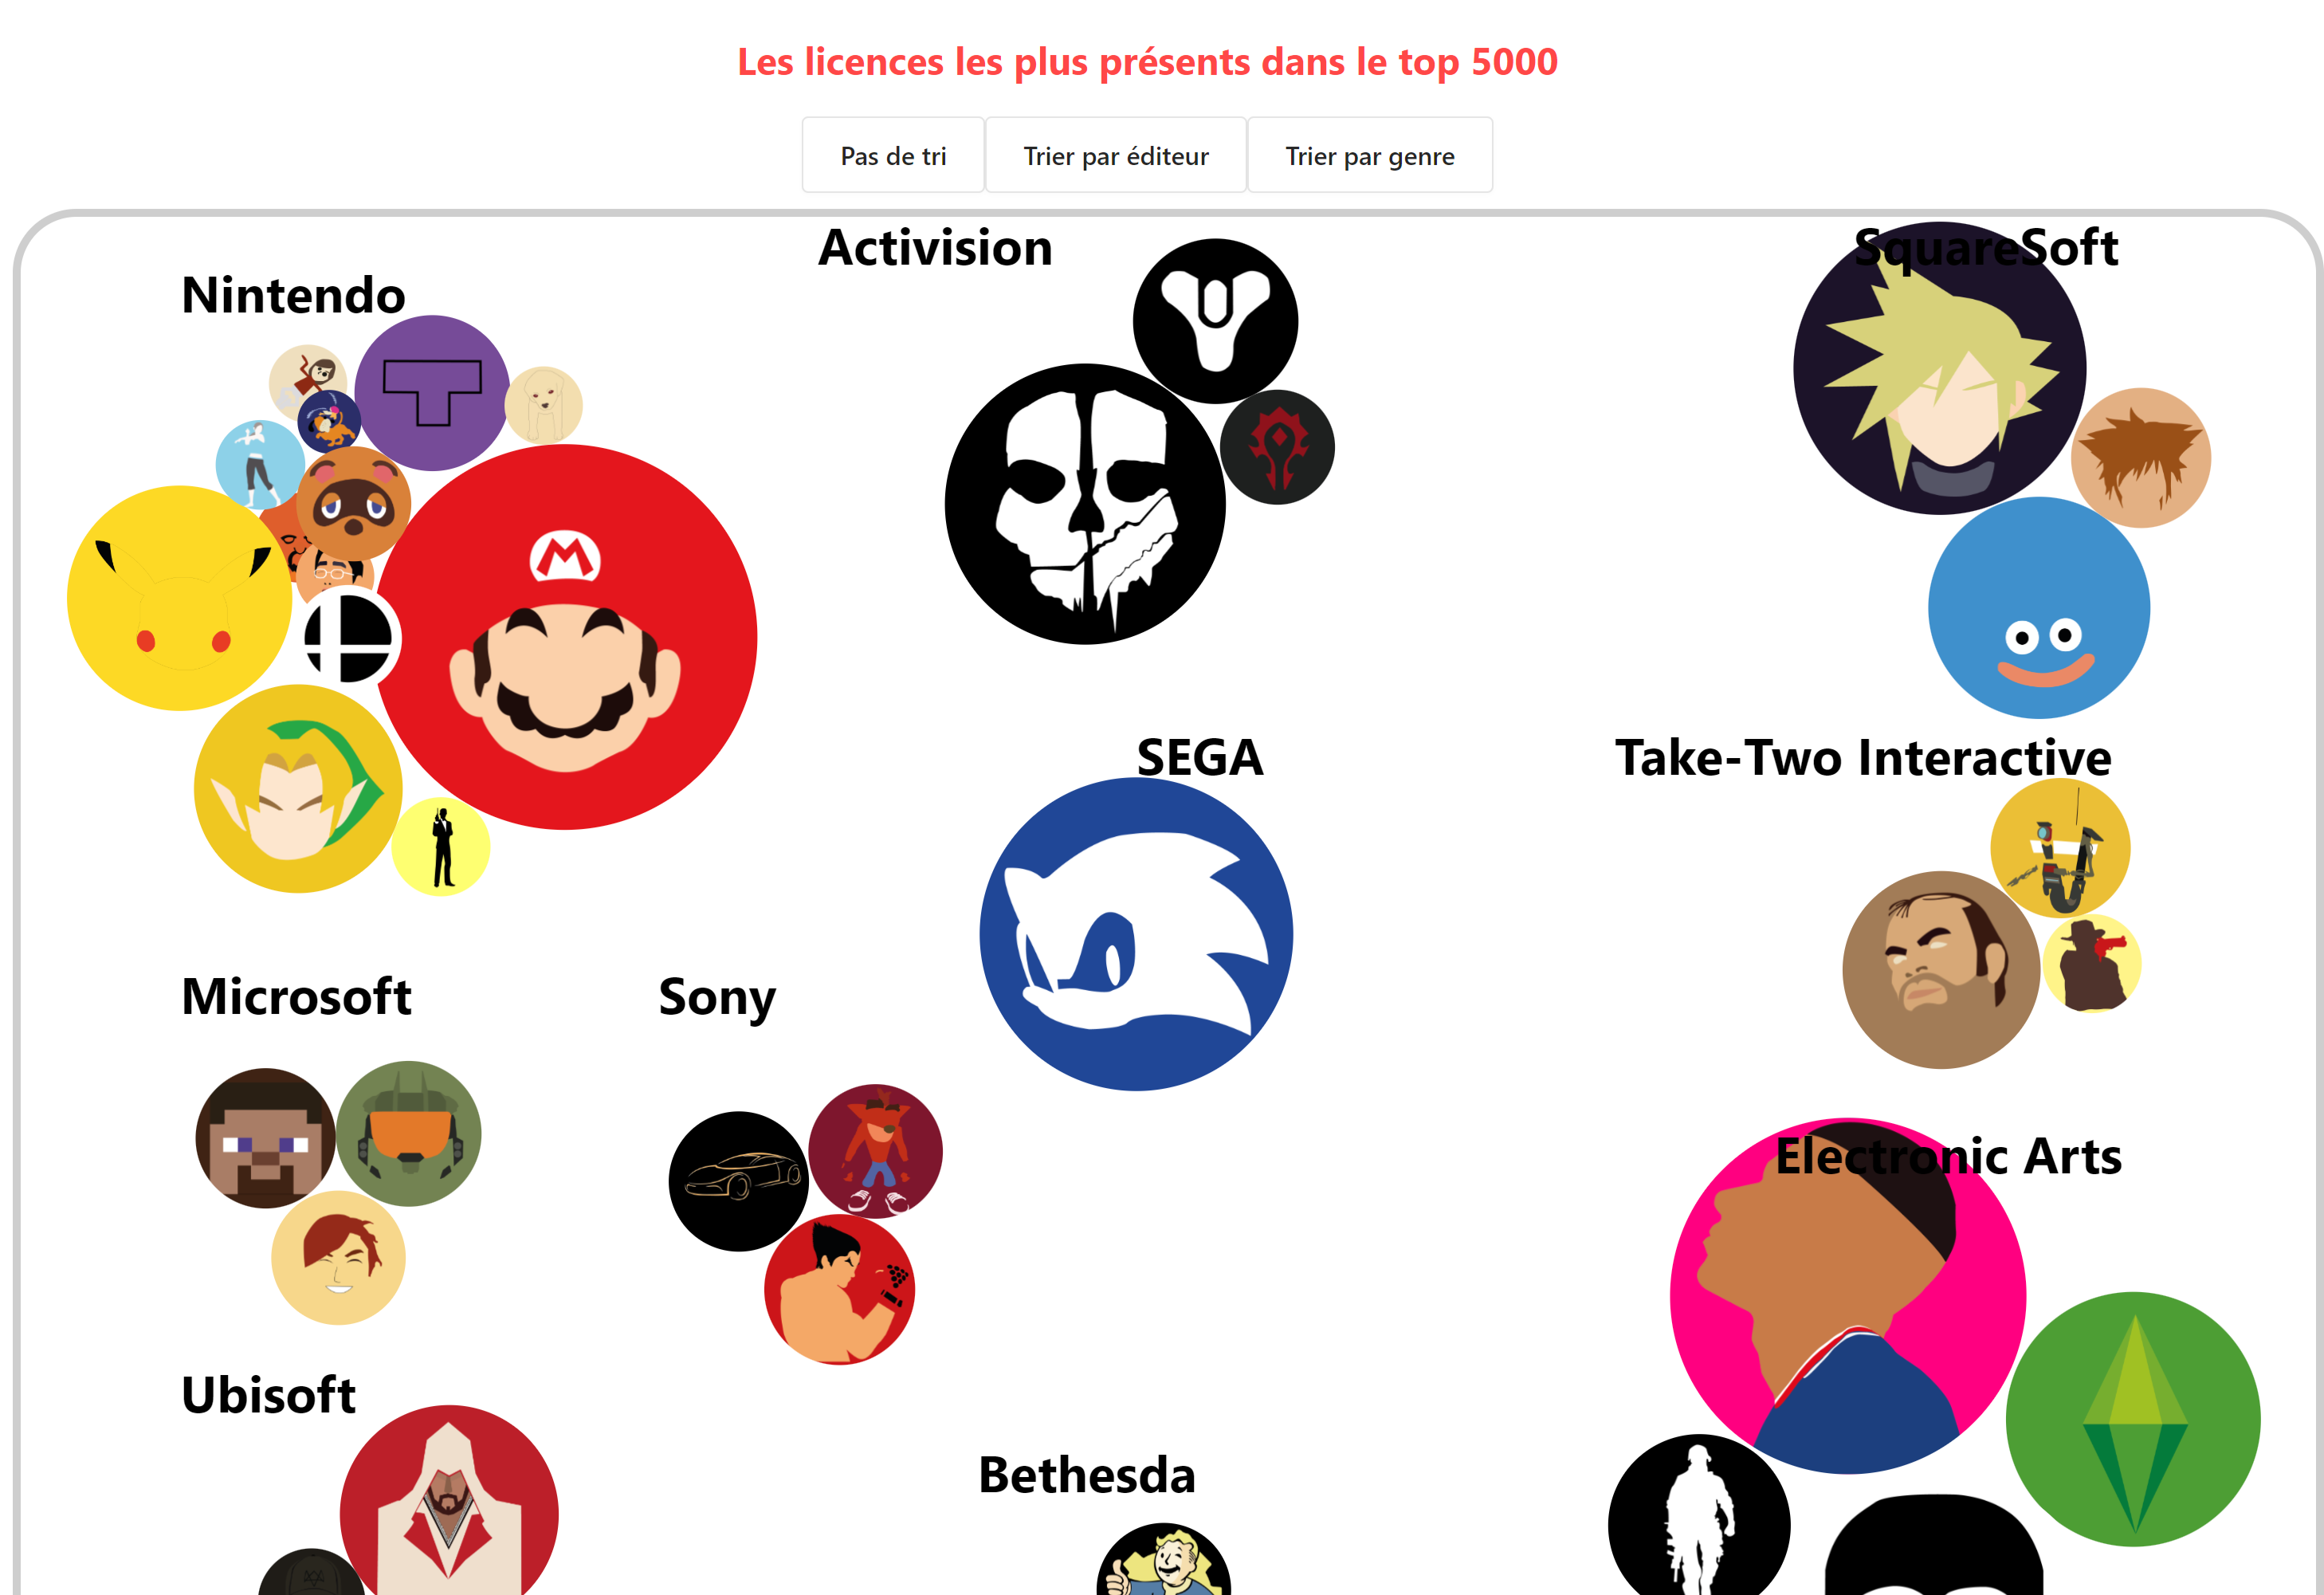 Les licences les plus présents dans le top 5000
Pas de tri
Trier par éditeur
Trier par genre
Activision
SquareSoft
Nintendo
SEGA
Take-Two Interactive
Microsoft
Sony
Electronic Arts
Ubisoft
Bethesda